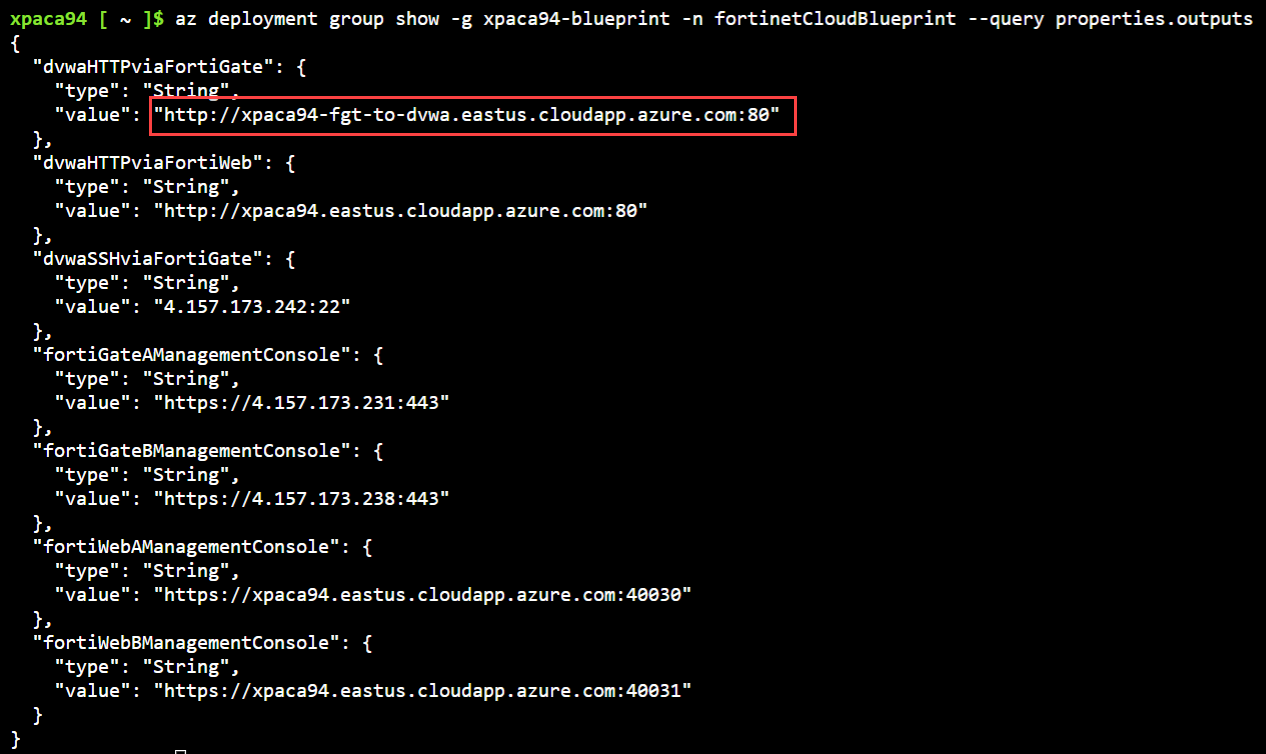 xpaca94 [ ~ ]$ az deployment group show -g xpaca94-blueprint -n fortinetCloudBlueprint --query properties.outputs
{
  "dvwaHTTPviaFortiGate": {
    "type": "String",
    "value": "http://xpaca94-fgt-to-dvwa.eastus.cloudapp.azure.com:80"
  },
  "dvwaHTTPviaFortiWeb": {
    "type": "String",
    "value": "http://xpaca94.eastus.cloudapp.azure.com:80"
  },
  "dvwaSSHviaFortiGate": {
    "type": "String",
    "value": "4.157.173.242:22"
  },
  "fortiGateAManagementConsole": {
    "type": "String",
    "value": "https://4.157.173.231:443"
  },
  "fortiGateBManagementConsole": {
    "type": "String",
    "value": "https://4.157.173.238:443"
  },
  "fortiWebAManagementConsole": {
    "type": "String",
    "value": "https://xpaca94.eastus.cloudapp.azure.com:40030"
  },
  "fortiWebBManagementConsole": {
    "type": "String",
    "value": "https://xpaca94.eastus.cloudapp.azure.com:40031"
  }
}